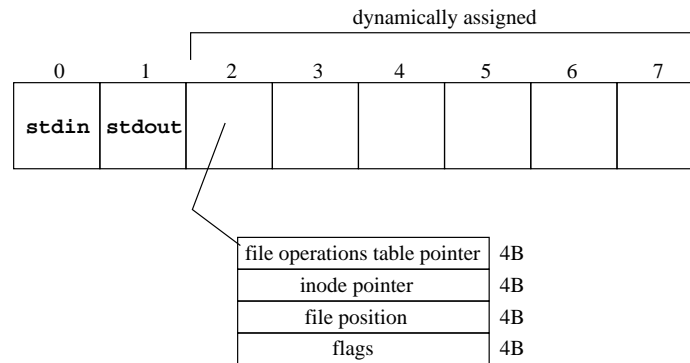 dynamically assigned
0 1 2 3 4 5 6 7
stdin stdout
file operations table pointer 4B
inode pointer 4B
file position 4B
flags 4B